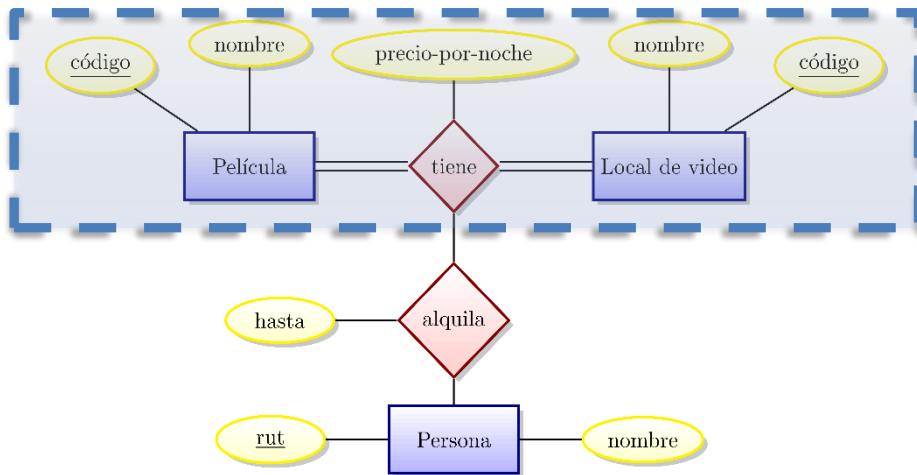 código
nombre
precio-por-noche
nombre
código
Película
tiene
Local de video
hasta
alquila
rut
Persona
nombre